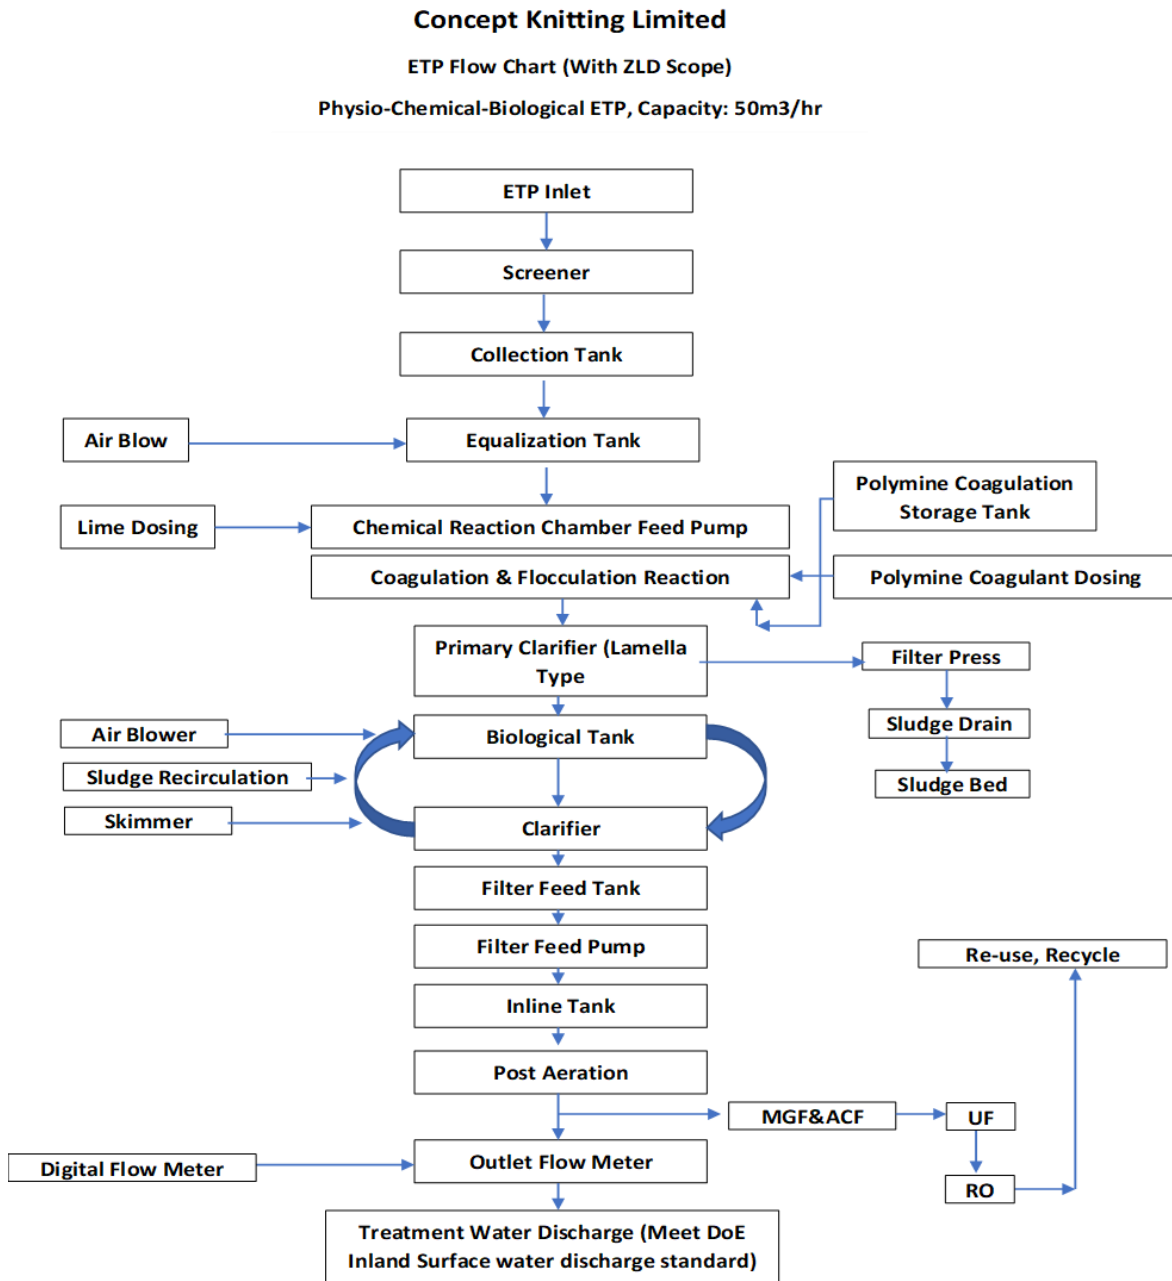 Concept Knitting Limited
ETP Flow Chart (With ZLD Scope)
Physio-Chemical-Biological ETP, Capacity: 50m3/hr
ETP Inlet
Screener
Collection Tank
Air Blow
Equalization Tank
Polymine Coagulation
Storage Tank
Lime Dosing
Chemical Reaction Chamber Feed Pump
Coagulation & Flocculation Reaction
Polymine Coagulant Dosing
Primary Clarifier (Lamella
Type
Filter Press
Air Blower
Biological Tank
Sludge Drain
Sludge Recirculation
Sludge Bed
Skimmer
Clarifier
Filter Feed Tank
Filter Feed Pump
Re-use, Recycle
Inline Tank
Post Aeration
MGF&ACF
UF
Digital Flow Meter
Outlet Flow Meter
RO
Treatment Water Discharge (Meet DoE
Inland Surface water discharge standard)